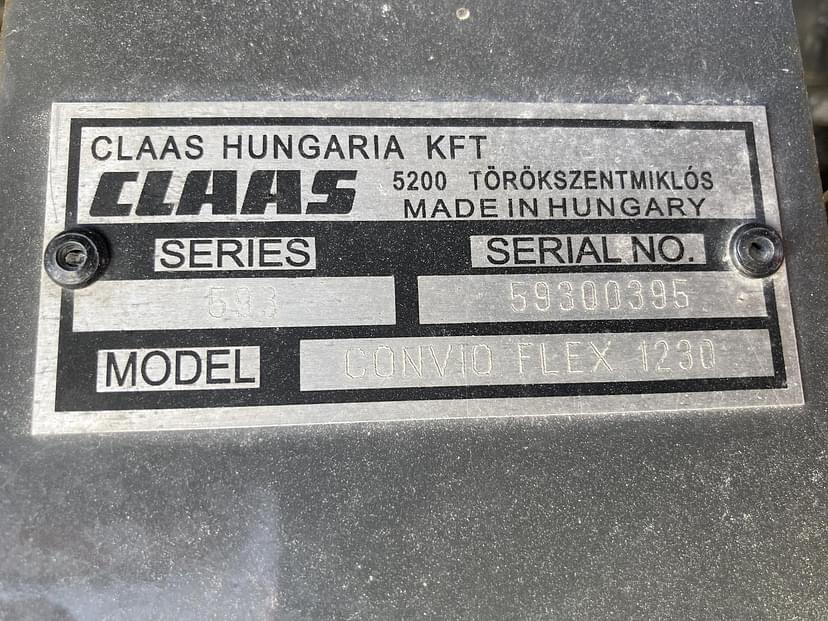 CLAAS HUNGARIA KFT
CLAAS 5200 TÖRÖKSZENTMIKLÓS
MADE IN HUNGARY
SERIES SERIAL NO.
593 59300395
MODEL CONVIO FLEX 1230